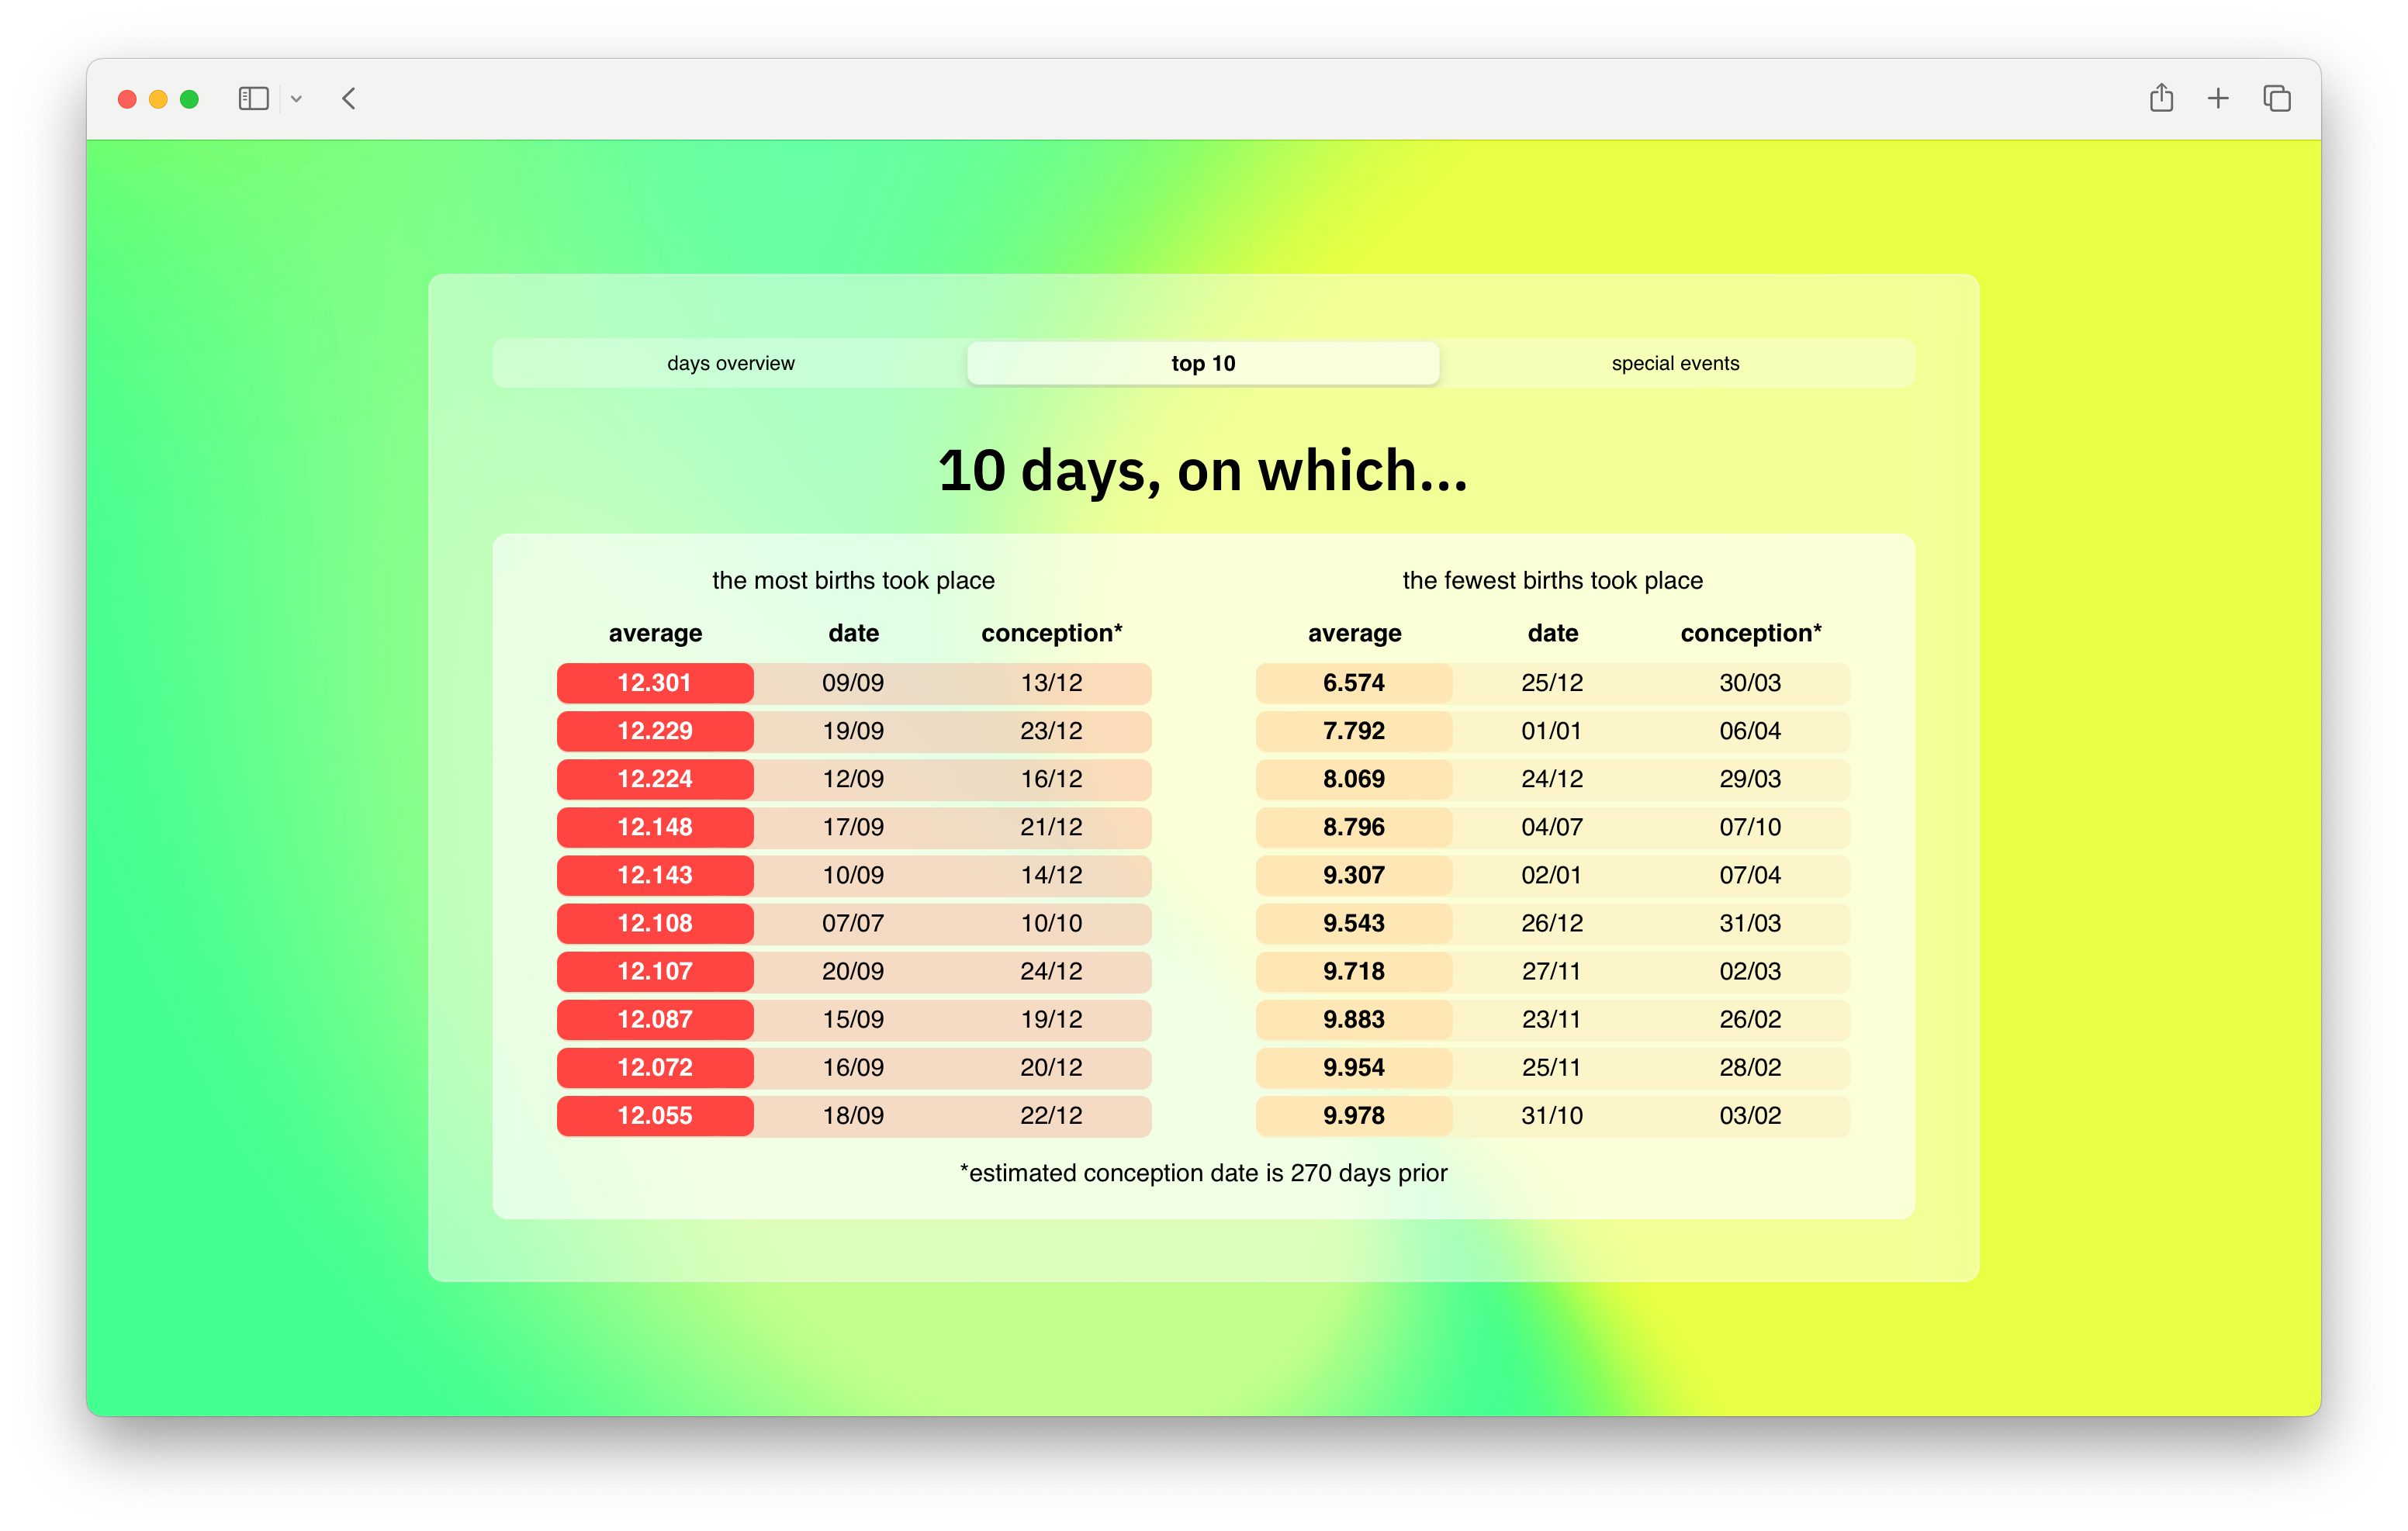 days overview top 10 special events
10 days, on which...
the most births took place
average date conception*
12.301 09/09 13/12
12.229 19/09 23/12
12.224 12/09 16/12
12.148 17/09 21/12
12.143 10/09 14/12
12.108 07/07 10/10
12.107 20/09 24/12
12.087 15/09 19/12
12.072 16/09 20/12
12.055 18/09 22/12
the fewest births took place
average date conception*
6.574 25/12 30/03
7.792 01/01 06/04
8.069 24/12 29/03
8.796 04/07 07/10
9.307 02/01 07/04
9.543 26/12 31/03
9.718 27/11 02/03
9.883 23/11 26/02
9.954 25/11 28/02
9.978 31/10 03/02
*estimated conception date is 270 days prior